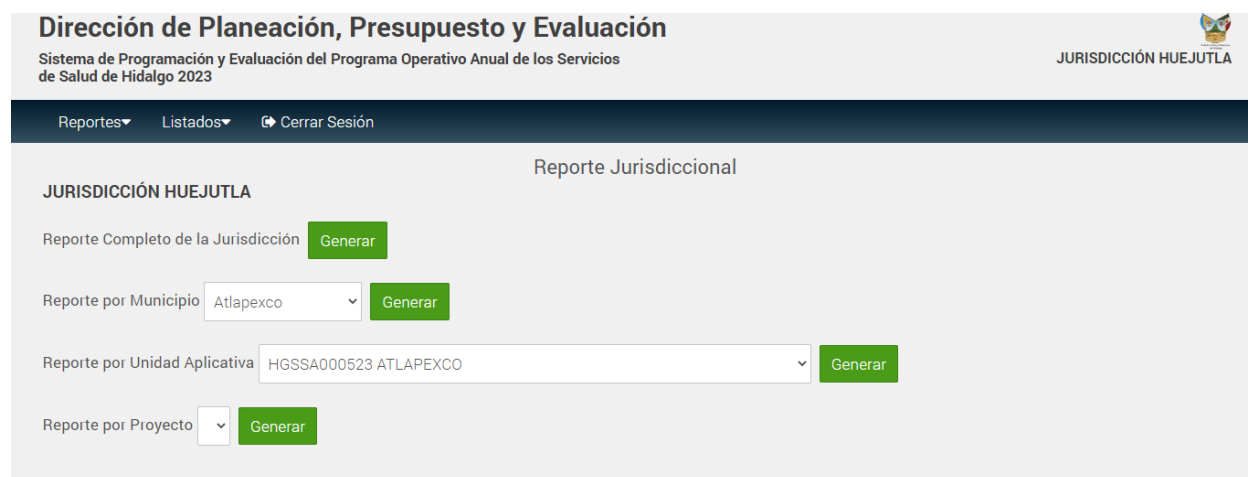 Dirección de Planeación, Presupuesto y Evaluación
Sistema de Programación y Evaluación del Programa Operativo Anual de los Servicios
de Salud de Hidalgo 2023
JURISDICCIÓN HUEJUTLA
Reportes Listados Cerrar Sesión
Reporte Jurisdiccional
JURISDICCIÓN HUEJUTLA
Reporte Completo de la Jurisdicción Generar
Reporte por Municipio Atlapexco Generar
Reporte por Unidad Aplicativa HGSSA000523 ATLAPEXCO Generar
Reporte por Proyecto Generar